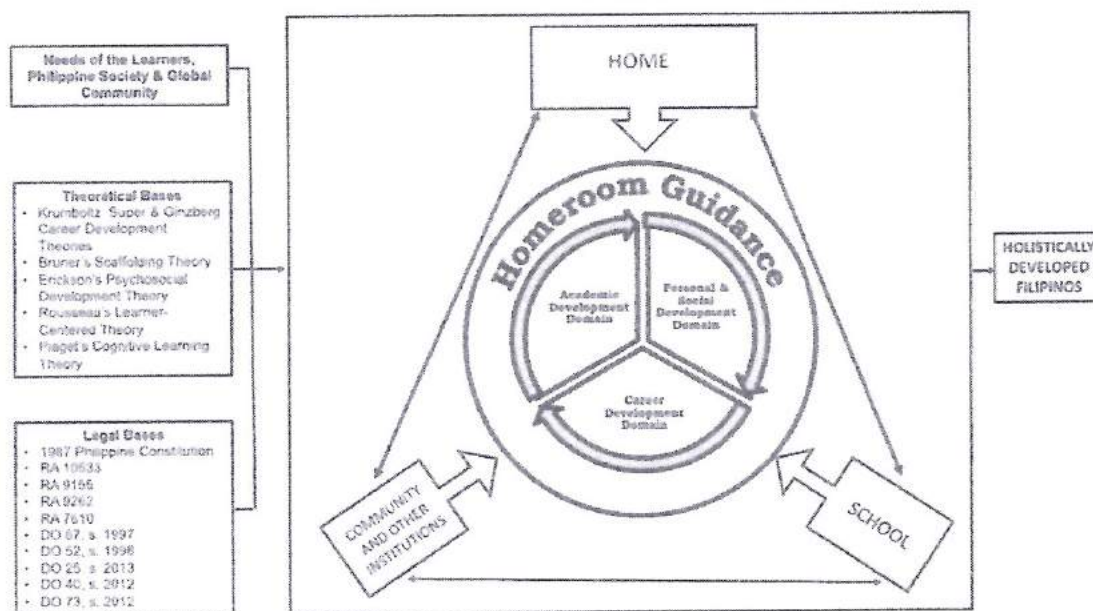 Needs of the Learners,
Philippine Society & Global
Community
Theoretical Bases
• Krumboltz, Super & Ginzberg
Career Development
Theories
• Bruner's Scaffolding Theory
• Erickson's Psychosocial
Development Theory
• Rousseau's Learner-
Centered Theory
• Piaget's Cognitive Learning
Theory
Legal Bases
• 1987 Philippine Constitution
• RA 10533
• RA 9155
• RA 9262
• RA 7610
• DO 67, s. 1997
• DO 52, s. 1998
• DO 25, s. 2013
• DO 40, s. 2012
• DO 73, s. 2012
HOME
Homeroom Guidance
Academic
Development
Domain
Personal &
Social
Development
Domain
Career
Development
Domain
COMMUNITY
AND OTHER
INSTITUTIONS
SCHOOL
HOLISTICALLY
DEVELOPED
FILIPINOS